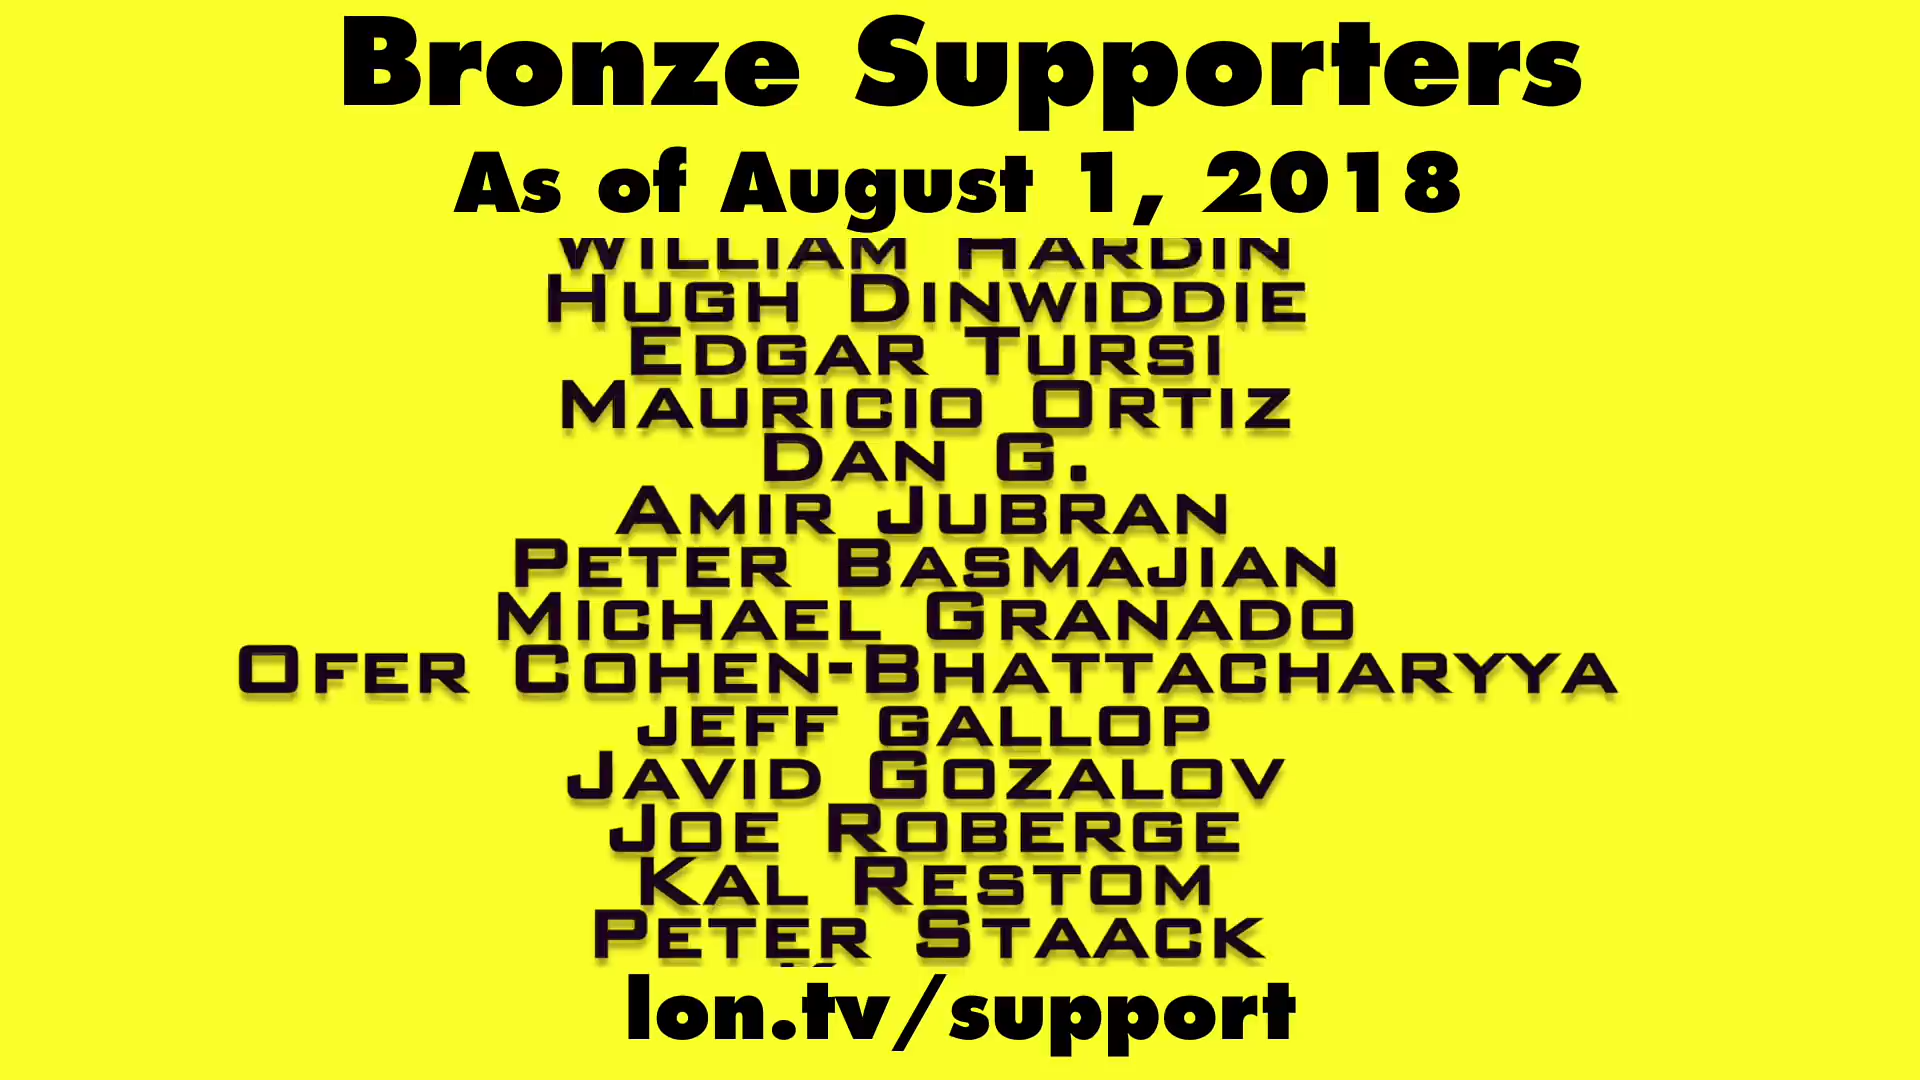 Bronze Supporters
As of August 1, 2018
William Hardin
Hugh Dinwiddie
Edgar Tursi
Mauricio Ortiz
Dan G.
Amir Jubran
Peter Basmajian
Michael Granado
Ofer Cohen-Bhattacharyya
jeff gallop
Javid Gozalov
Joe Roberge
Kal Restom
Peter Staack
lon.tv/support